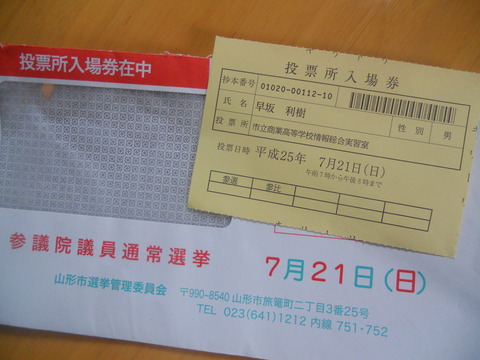 投票所入場券在中
投票所入場券
抄本番号 01020-00112-10
氏名 早坂 利樹 性別 男
投票所 市立商業高等学校情報総合実習室
投票日時 平成25年 7月21日(日)
午前7時から午後8時まで
参選 参比
参議院議員通常選挙 7月21日(日)
山形市選挙管理委員会 〒990-8540 山形市旅篭町二丁目3番25号
TEL 023(641)1212 内線 751-752